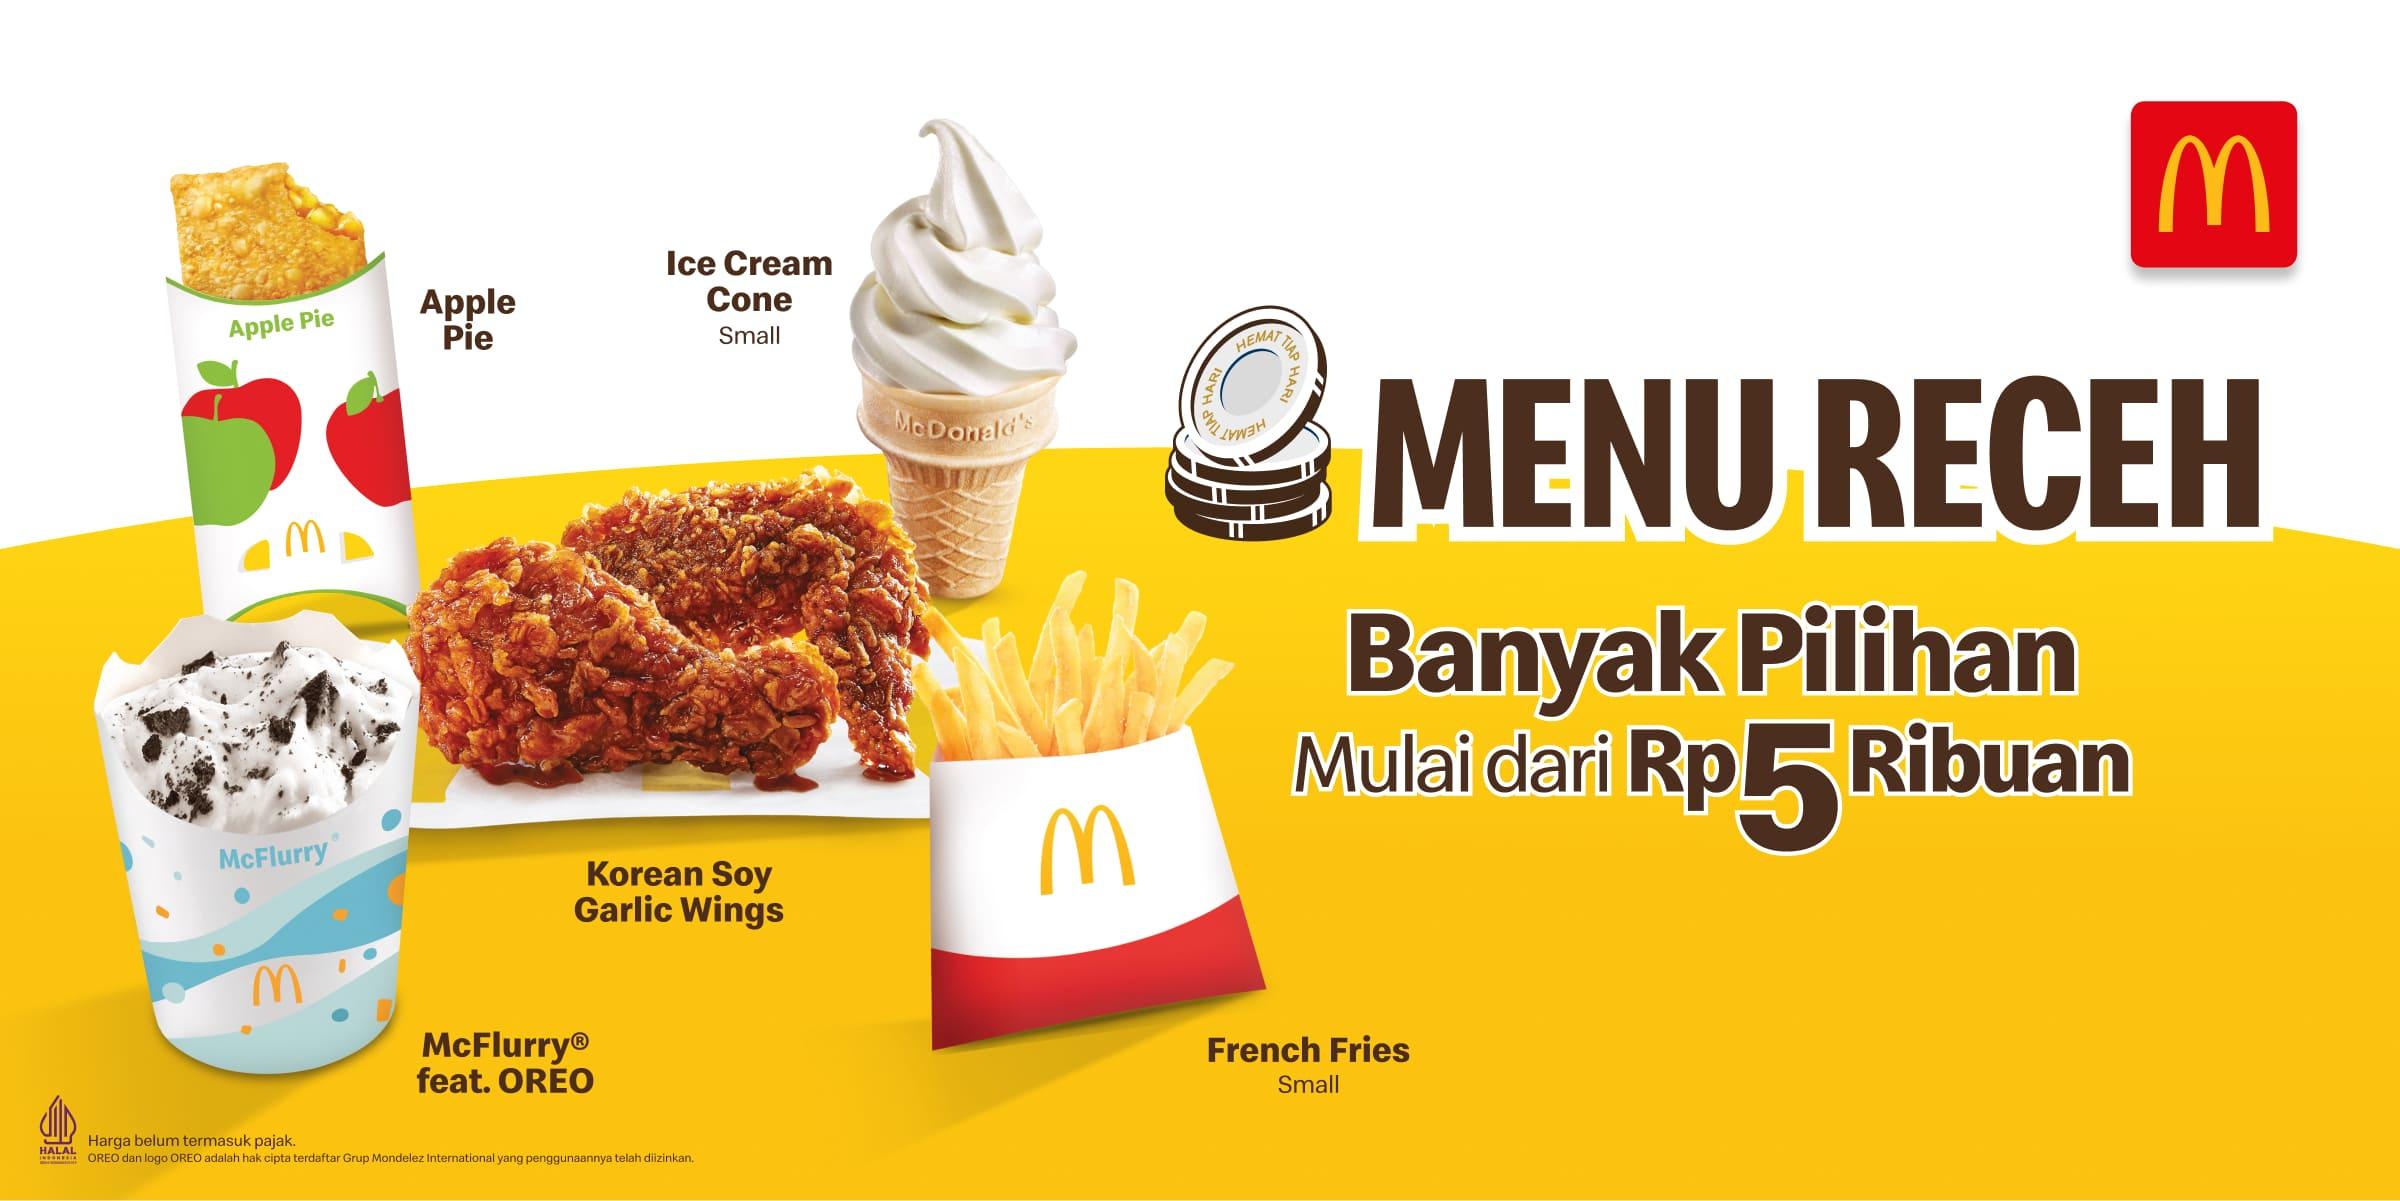 Apple Pie
Apple
Pie
Ice Cream
Cone
Small
McDonald's
HEMAT TIAP HARI
HEMAT TIAP HARI
MENU RECEH
Banyak Pilihan
Mulai dari Rp5 Ribuan
McFlurry®
Korean Soy
Garlic Wings
McFlurry®
feat. OREO
French Fries
Small
HALAL
INDONESIA
Harga belum termasuk pajak.
OREO dan logo OREO adalah hak cipta terdaftar Grup Mondelez International yang penggunaannya telah diizinkan.